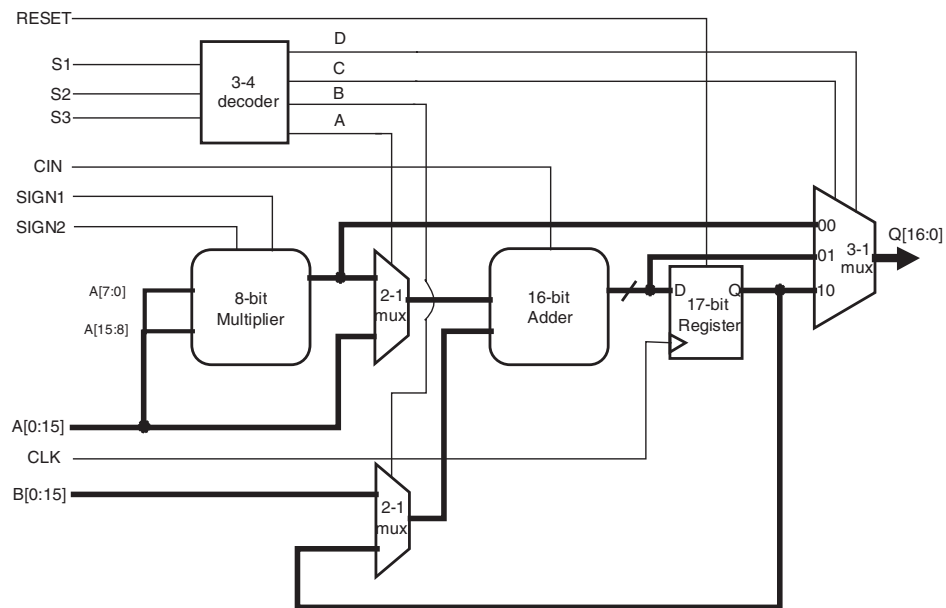 RESET
D
S1
3-4
decoder
C
S2
B
S3
A
CIN
SIGN1
SIGN2
00
Q[16:0]
3-1
mux
01
A[7:0]
8-bit
Multiplier
2-1
mux
16-bit
Adder
D
Q
17-bit
Register
10
A[15:8]
A[0:15]
CLK
B[0:15]
2-1
mux